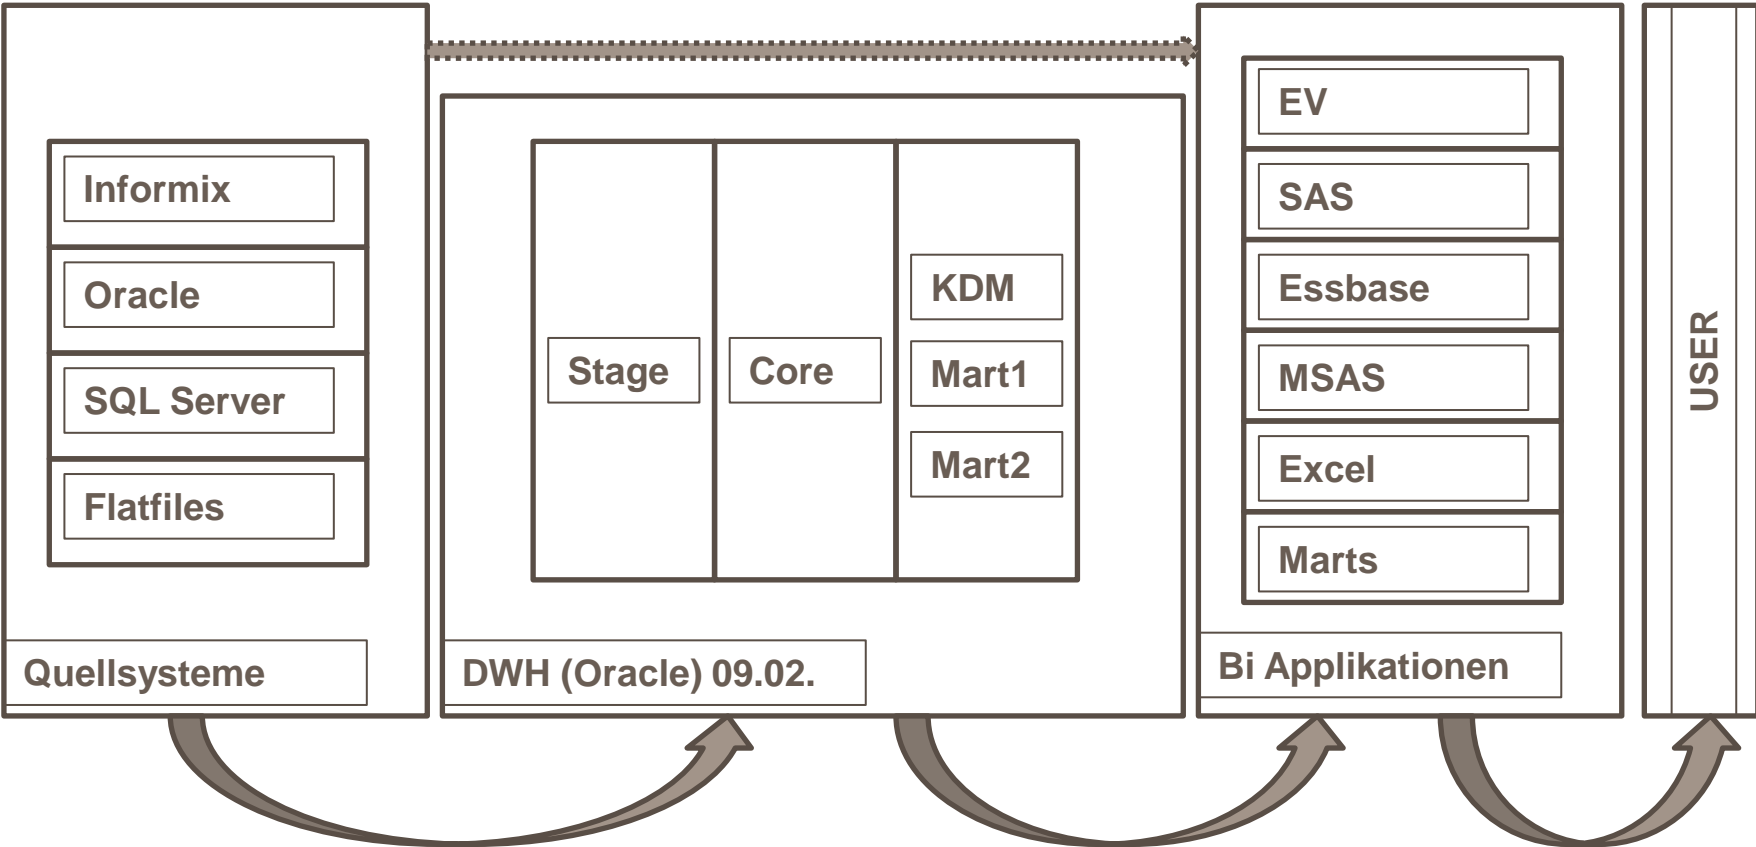 Informix
Oracle
SQL Server
Flatfiles
Quellsysteme
Stage
Core
KDM
Mart1
Mart2
DWH (Oracle) 09.02.
EV
SAS
Essbase
MSAS
Excel
Marts
Bi Applikationen
USER